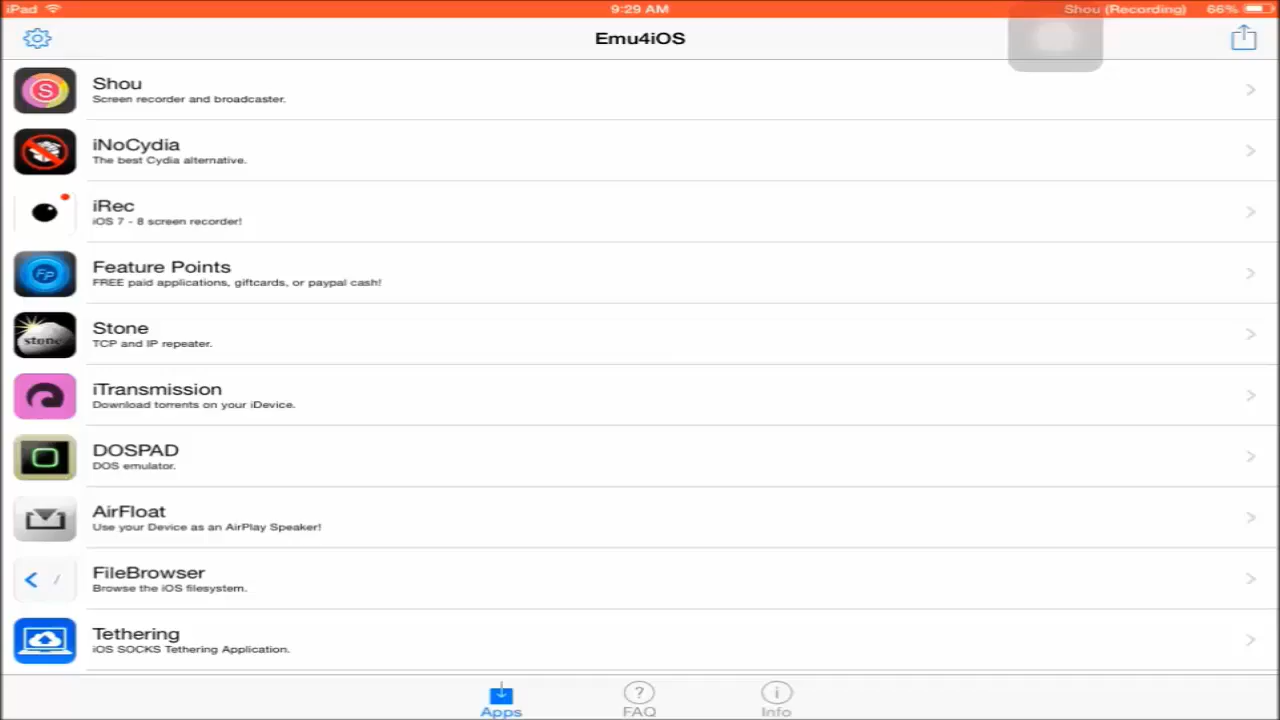 iPad 9:29 AM Shou (Recording) 66%
Emu4iOS
S
Shou
Screen recorder and broadcaster.
iNoCydia
The best Cydia alternative.
iRec
iOS 7 - 8 screen recorder!
FP
Feature Points
FREE paid applications, giftcards, or paypal cash!
stone
Stone
TCP and IP repeater.
iTransmission
Download torrents on your iDevice.
DOSPAD
DOS emulator.
AirFloat
Use your Device as an AirPlay Speaker!
< /
FileBrowser
Browse the iOS filesystem.
Tethering
iOS SOCKS Tethering Application.
Apps ? FAQ i Info